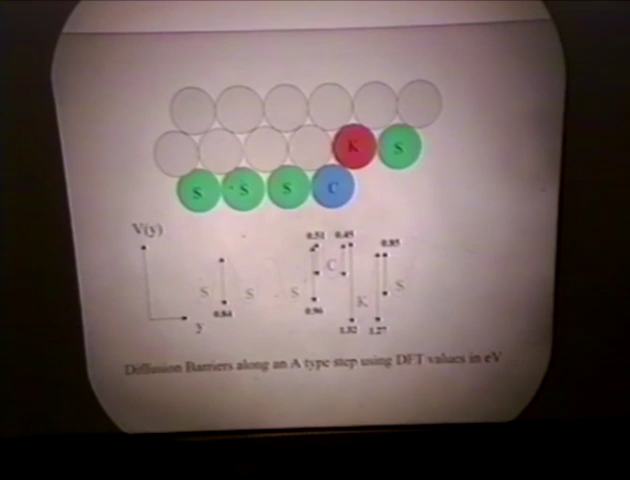 K S
S S S C
V(y)
0.51 0.45 0.85
C
S S S K S
0.84 0.96
y 1.32 1.27
Diffusion Barriers along an A type step using DFT values in eV